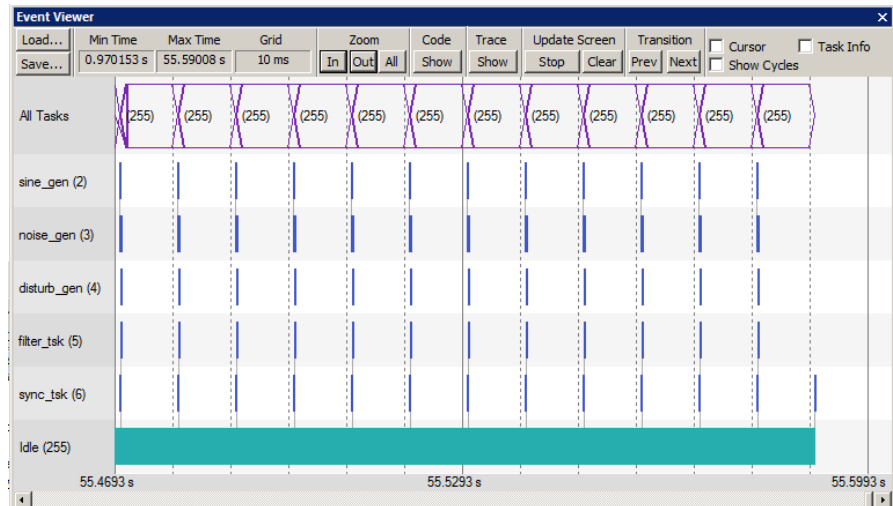 Event Viewer
Load... Min Time Max Time Grid Zoom Code Trace Update Screen Transition Cursor Task Info
Save... 0.970153 s 55.59008 s 10 ms In Out All Show Show Stop Clear Prev Next Show Cycles
All Tasks (255) (255) (255) (255) (255) (255) (255) (255) (255) (255) (255) (255)
sine_gen (2)
noise_gen (3)
disturb_gen (4)
filter_tsk (5)
sync_tsk (6)
Idle (255)
55.4693 s 55.5293 s 55.5993 s